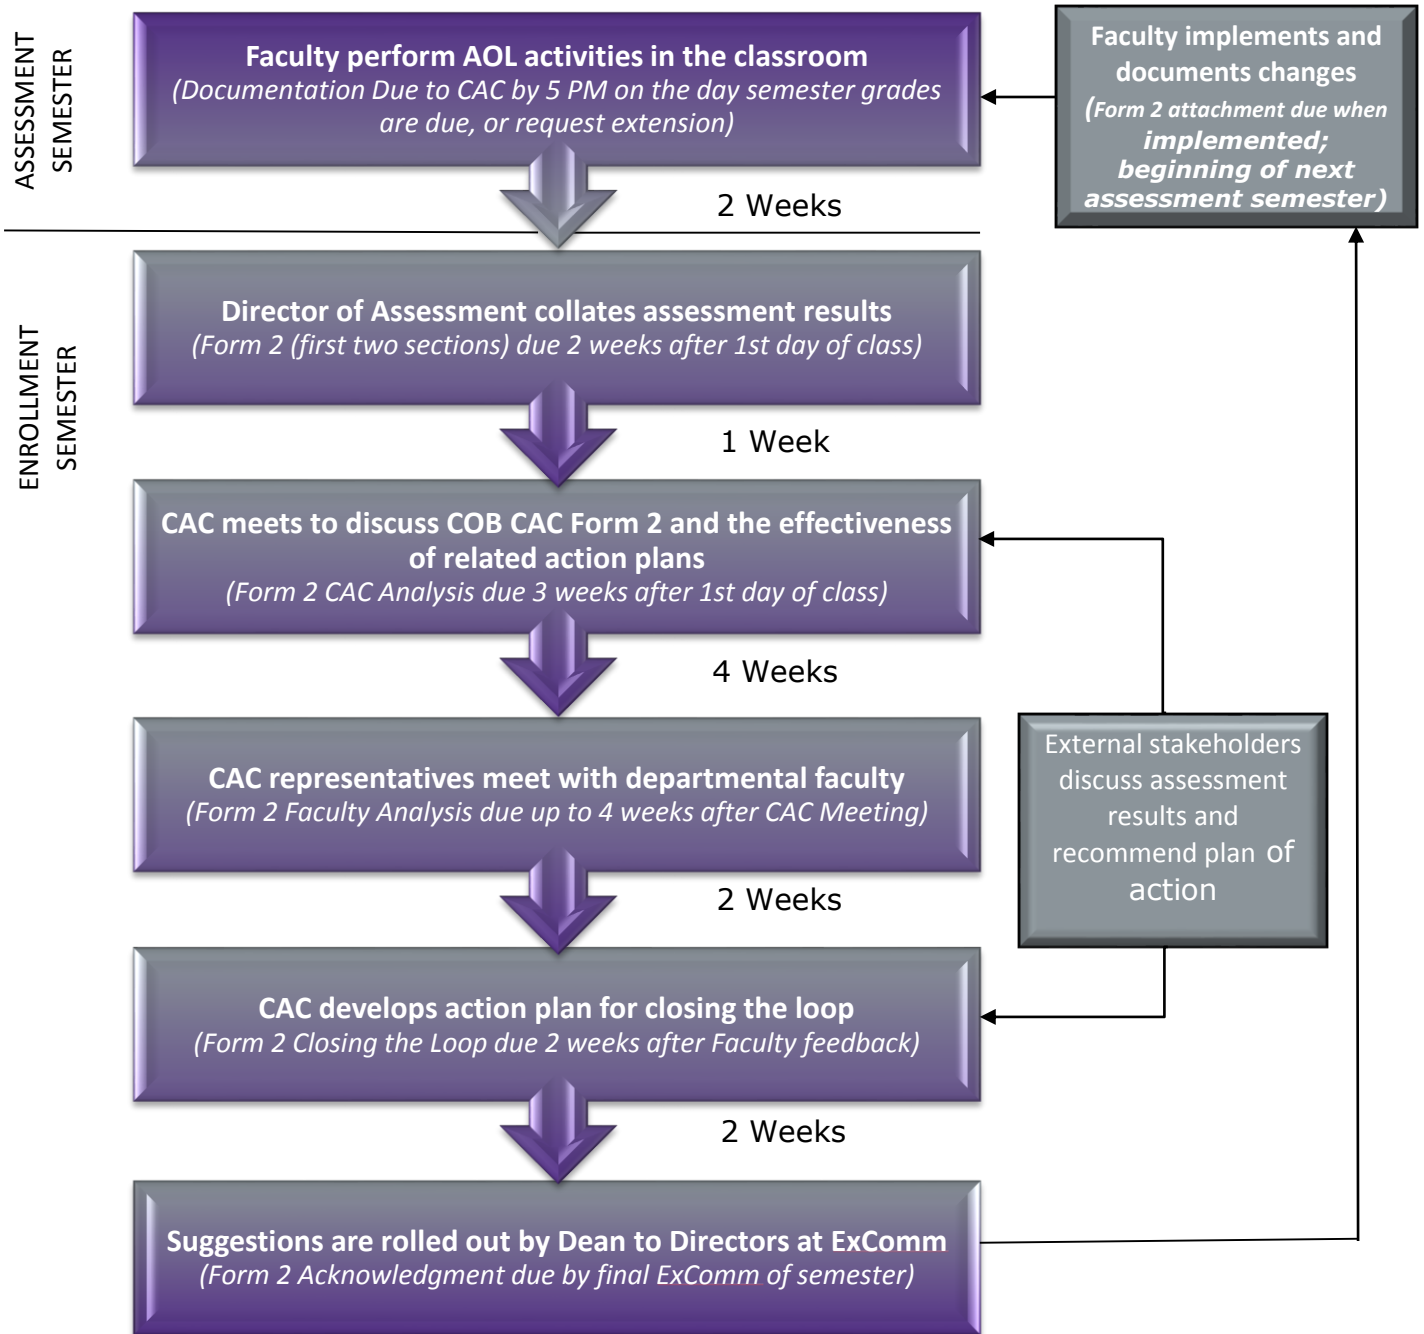 ASSESSMENT
SEMESTER
Faculty perform AOL activities in the classroom
(Documentation Due to CAC by 5 PM on the day semester grades
are due, or request extension)
Faculty implements and
documents changes
(Form 2 attachment due when
implemented;
beginning of next
assessment semester)
2 Weeks
ENROLLMENT
SEMESTER
Director of Assessment collates assessment results
(Form 2 (first two sections) due 2 weeks after 1st day of class)
1 Week
CAC meets to discuss COB CAC Form 2 and the effectiveness
of related action plans
(Form 2 CAC Analysis due 3 weeks after 1st day of class)
4 Weeks
CAC representatives meet with departmental faculty
(Form 2 Faculty Analysis due up to 4 weeks after CAC Meeting)
External stakeholders
discuss assessment
results and
recommend plan of
action
2 Weeks
CAC develops action plan for closing the loop
(Form 2 Closing the Loop due 2 weeks after Faculty feedback)
2 Weeks
Suggestions are rolled out by Dean to Directors at ExComm
(Form 2 Acknowledgment due by final ExComm of semester)